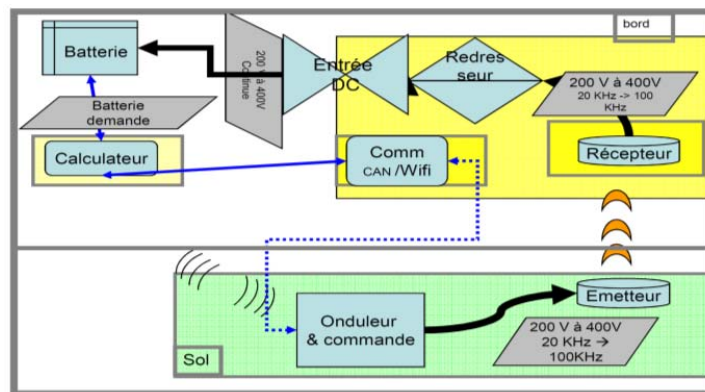 bord
Batterie
200 V à 400V
Continue
Entrée
DC
Redres
seur
200 V à 400V
20 KHz -> 100
KHz
Batterie
demande
Calculateur
Comm
CAN /Wifi
Récepteur
Onduleur
& commande
Emetteur
200 V à 400V
20 KHz →
100KHz
Sol